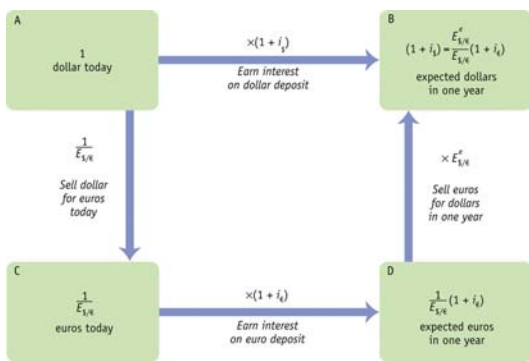 A
1
dollar today
×(1 + i$)
Earn interest
on dollar deposit
B
(1 + i$) = E^e$/€ / E$/€ (1 + i€)
expected dollars
in one year
1 / E$/€
Sell dollar
for euros
today
× E^e$/€
Sell euros
for dollars
in one year
C
1 / E$/€
euros today
×(1 + i€)
Earn interest
on euro deposit
D
1 / E$/€ (1 + i€)
expected euros
in one year